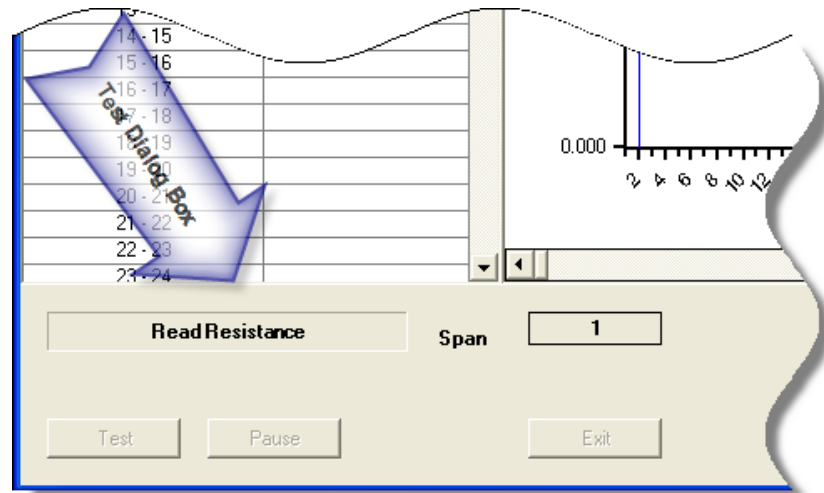 14 - 15
15 - 16
16 - 17
17 - 18
18 - 19
19 - 20
20 - 21
21 - 22
22 - 23
23 - 24
Test Dialog Box
0.000
2 4 6 8 10 12
Read Resistance
Span
1
Test
Pause
Exit